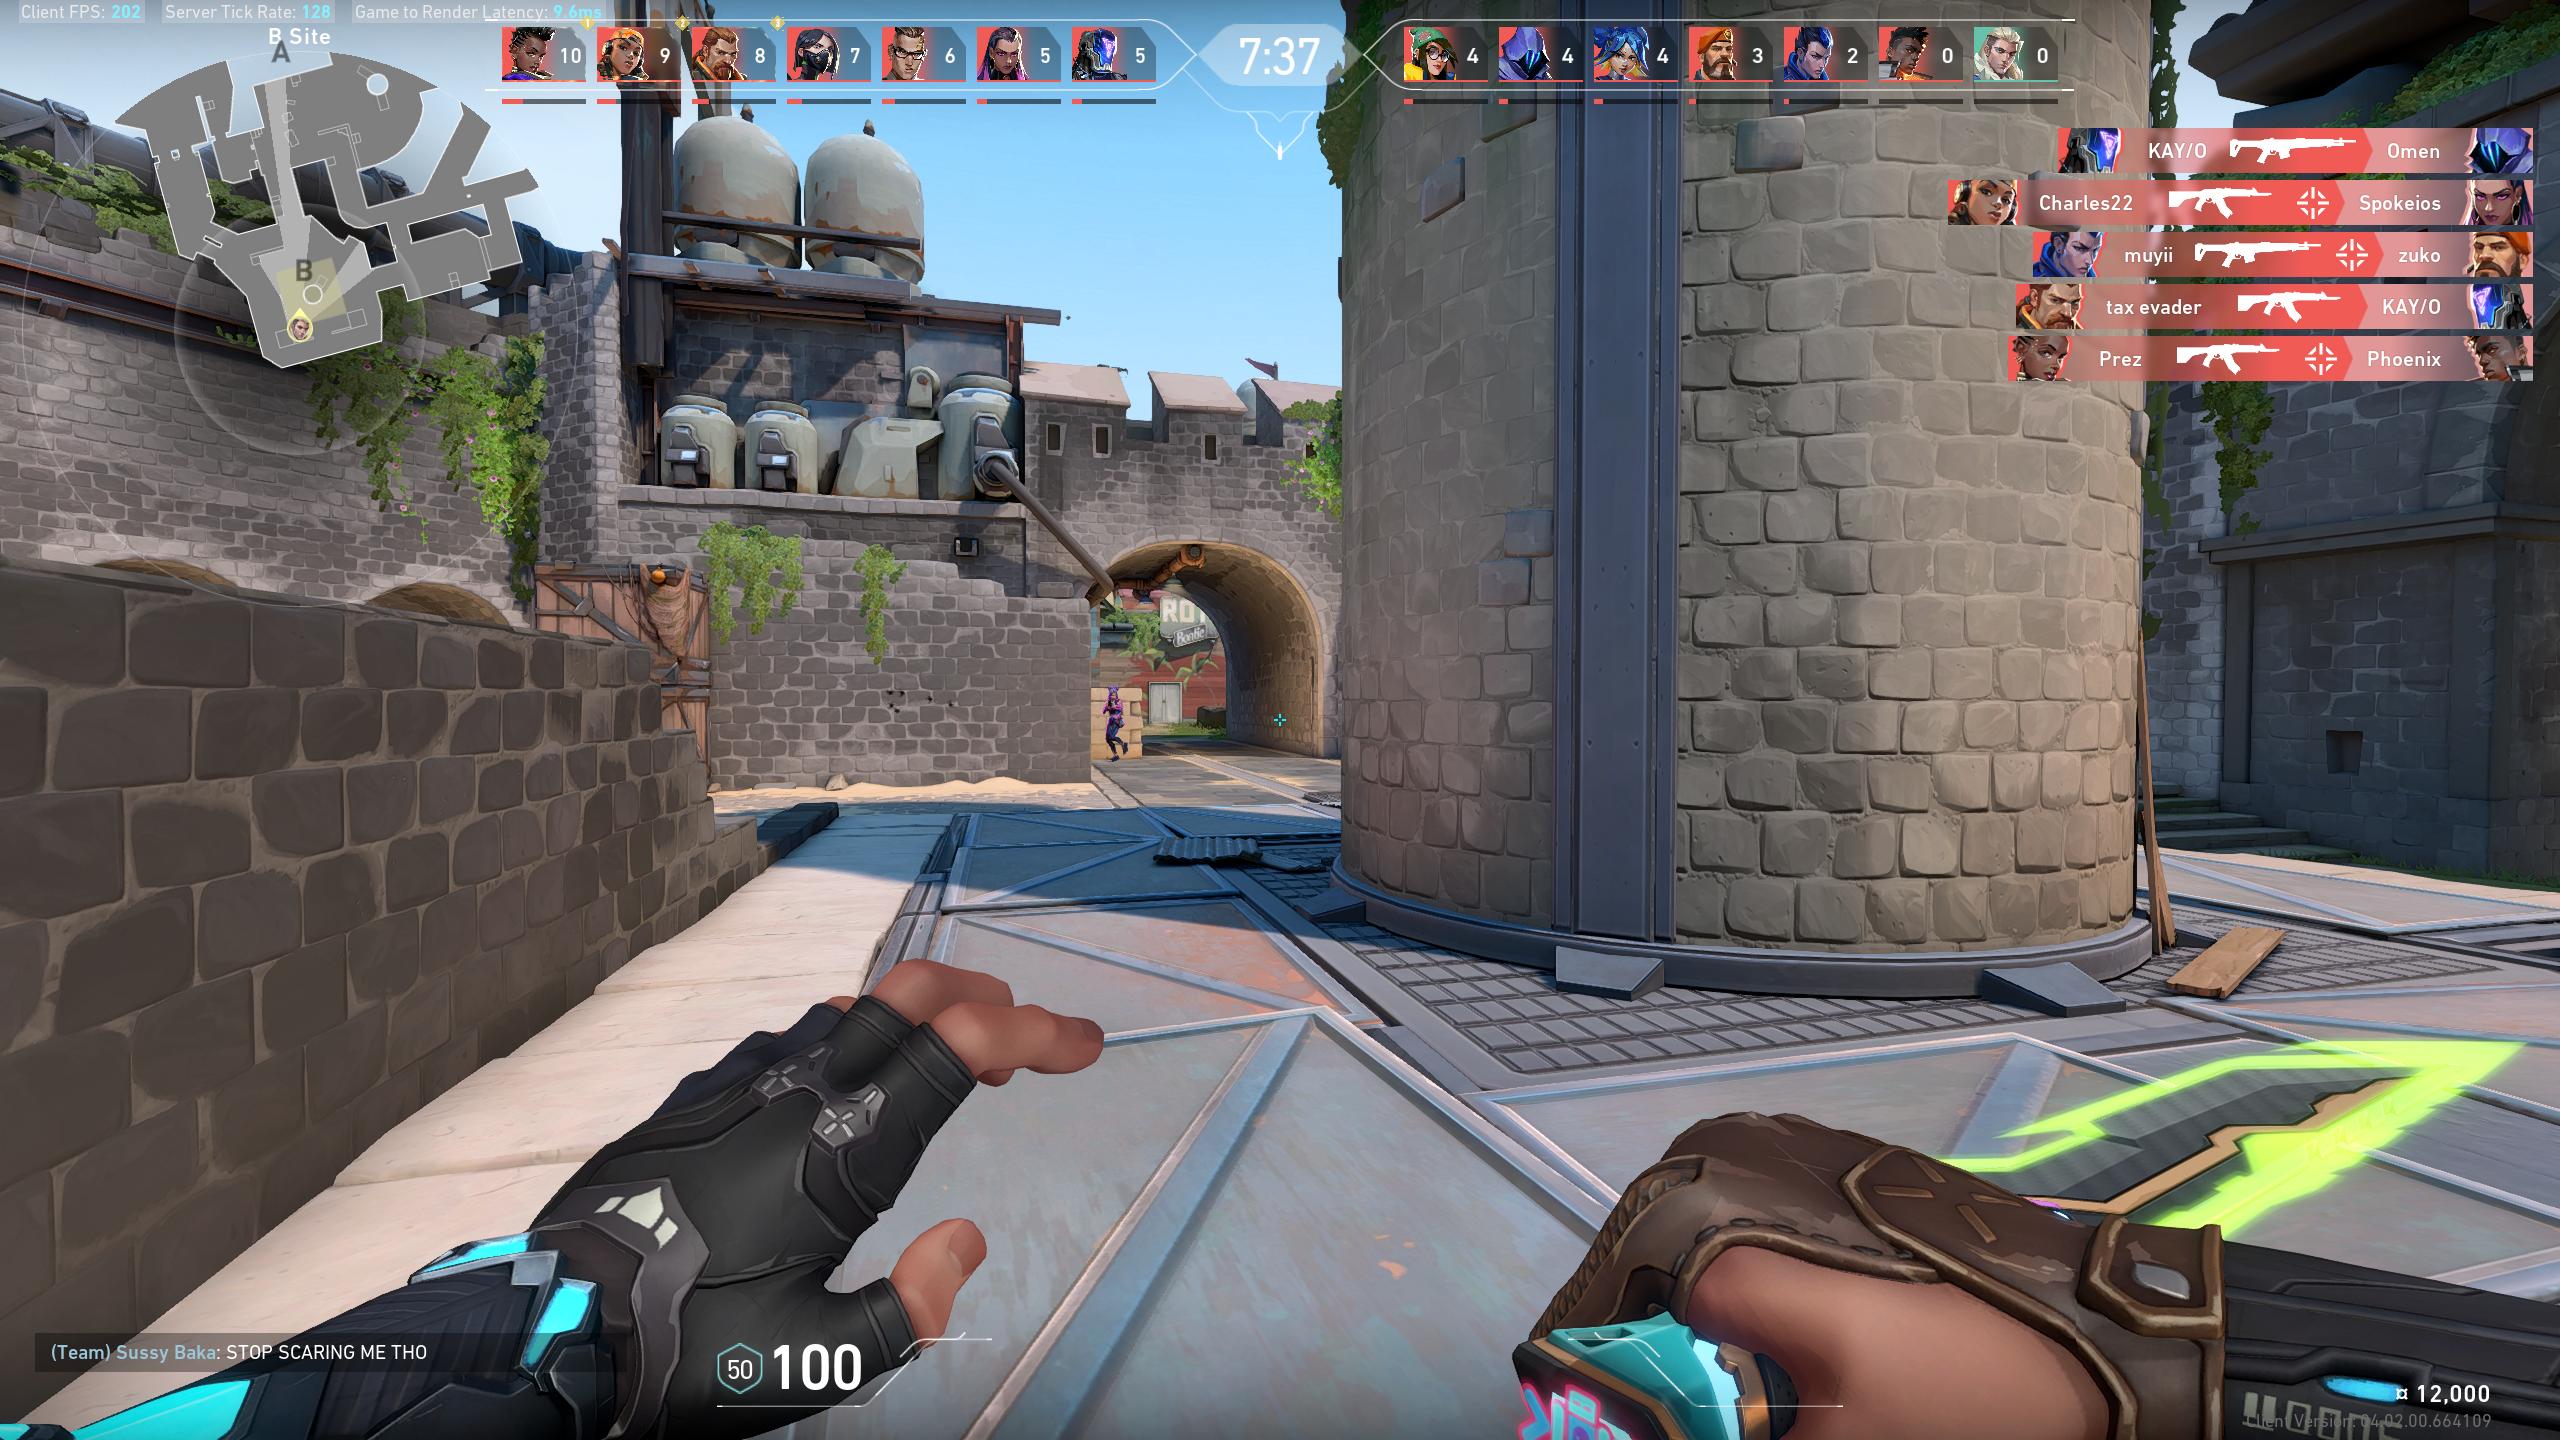 Client FPS: 202 Server Tick Rate: 128 Game to Render Latency: 9.6ms
B Site
A
B
10 9 8 7 6 5 5
7:37
4 4 4 3 2 0 0
KAY/O Omen
Charles22 Spokeios
muyii zuko
tax evader KAY/O
Prez Phoenix
Bontie
(Team) Sussy Baka: STOP SCARING ME THO
50 100
¤ 12,000
Client Version: 04.02.00.664109